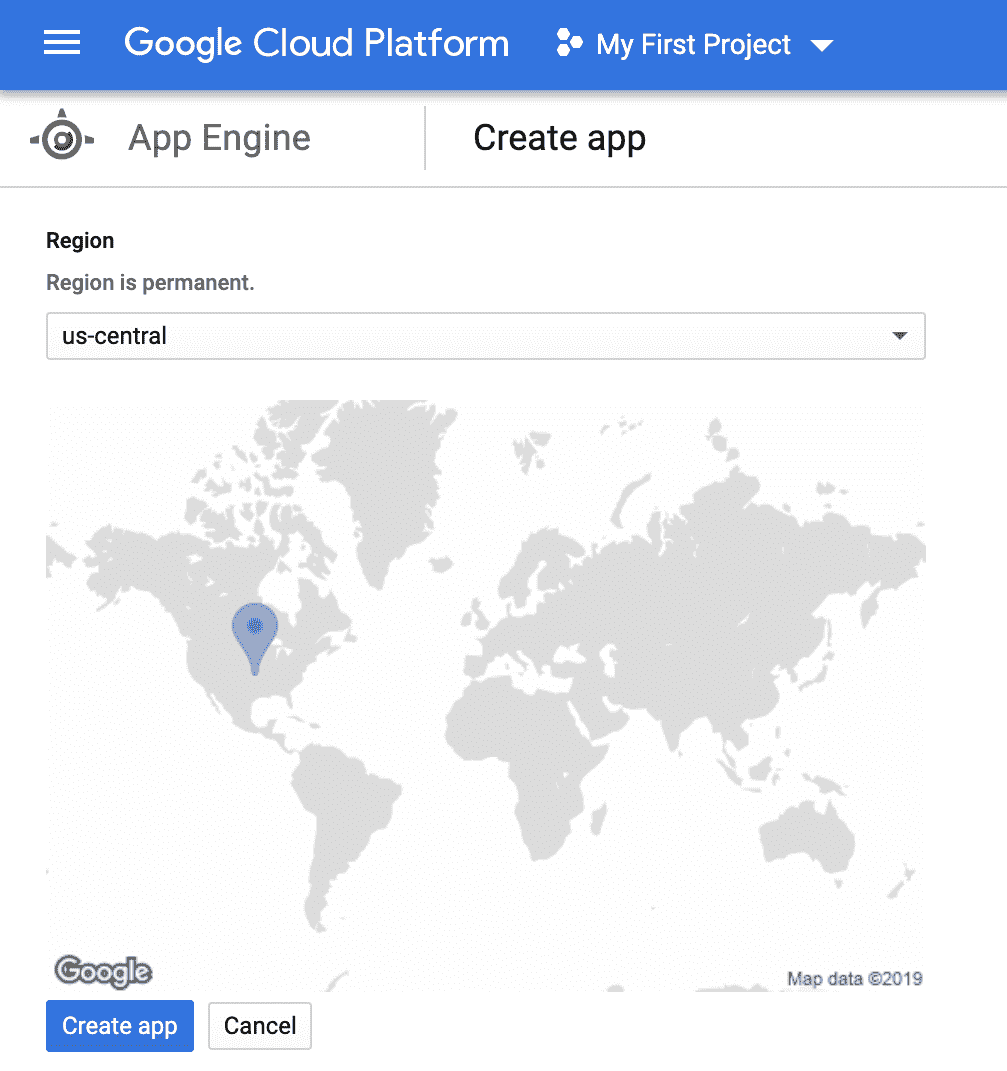 Google Cloud Platform My First Project
App Engine Create app
Region
Region is permanent.
us-central
Google Map data ©2019
Create app Cancel